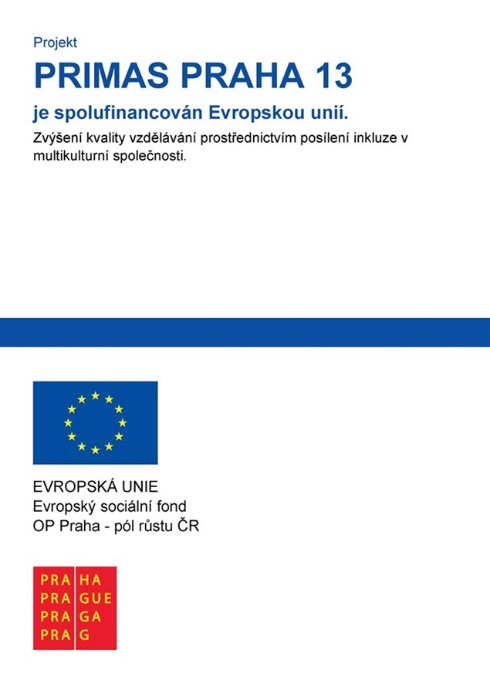 Projekt
PRIMAS PRAHA 13
je spolufinancován Evropskou unií.
Zvýšení kvality vzdělávání prostřednictvím posílení inkluze v
multikulturní společnosti.
EVROPSKÁ UNIE
Evropský sociální fond
OP Praha - pól růstu ČR
PRA HA
PRA GUE
PRA GA
PRA G